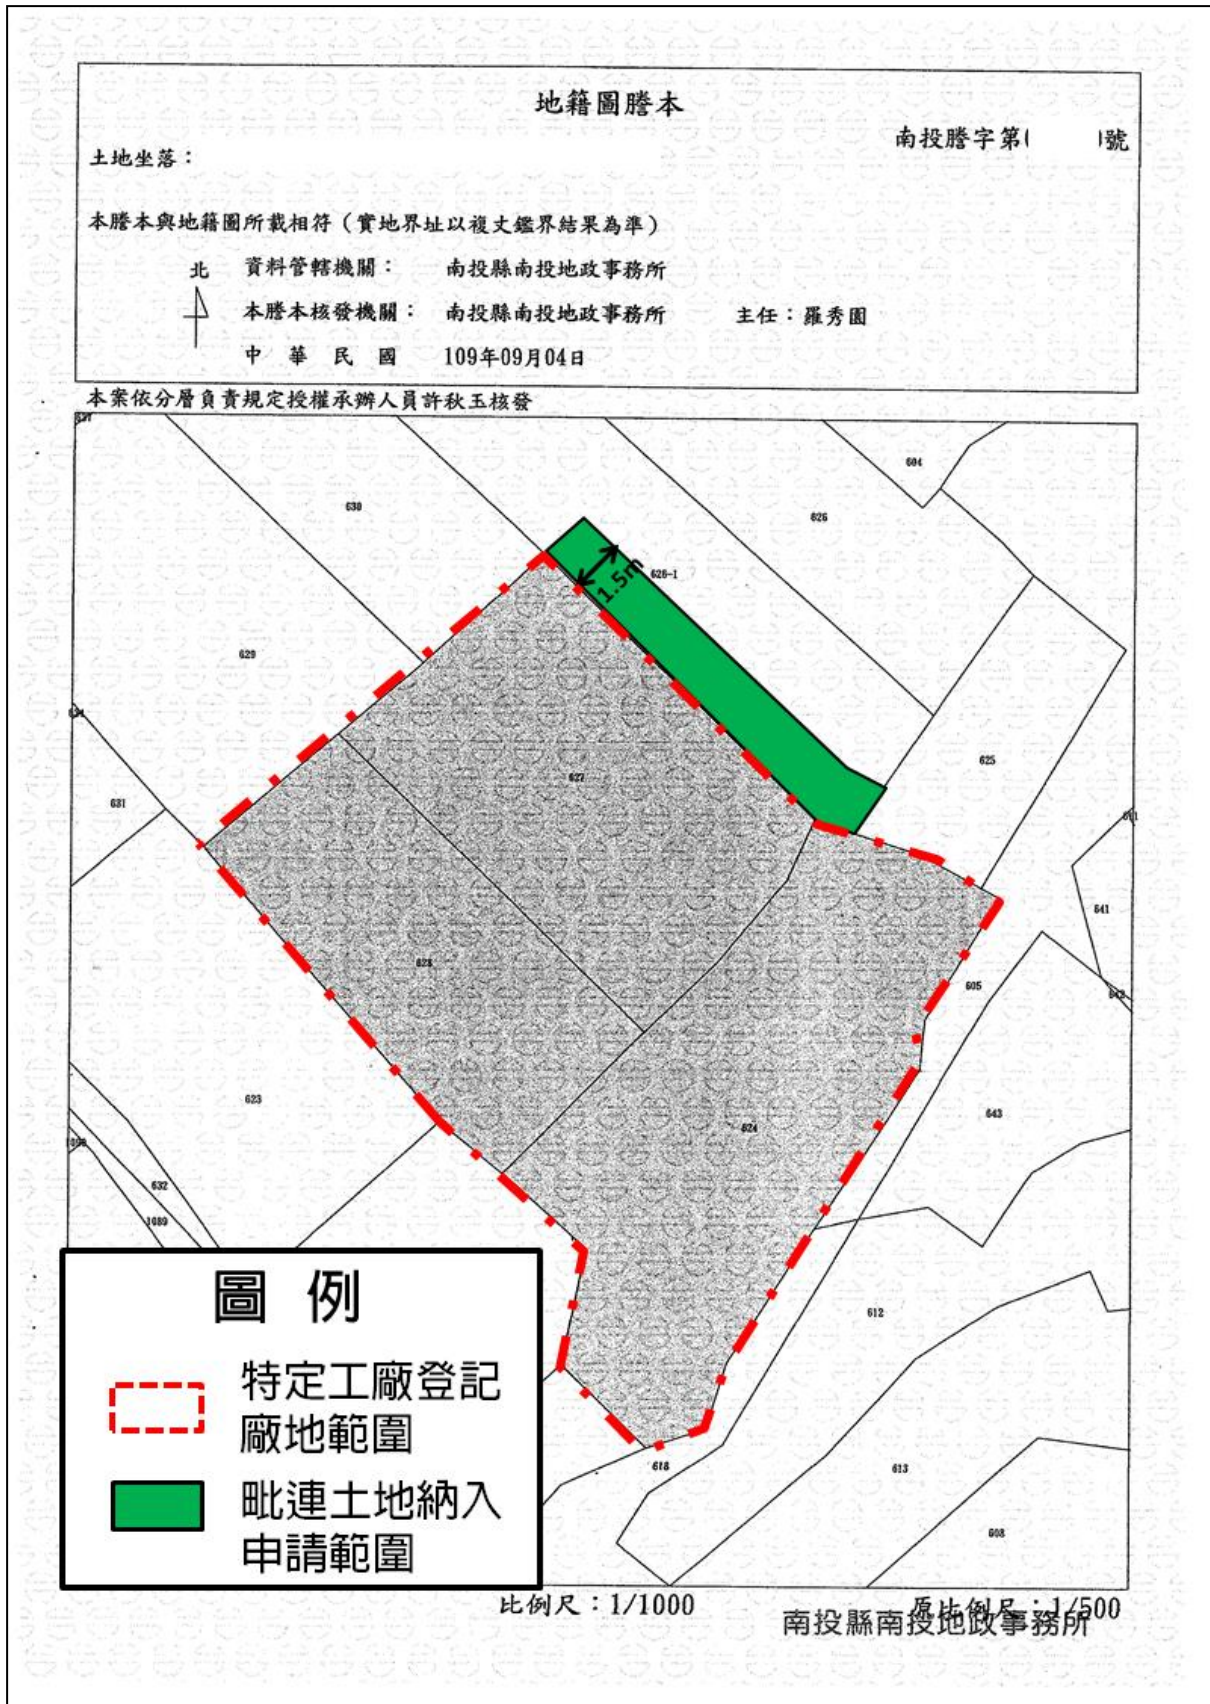 地籍圖謄本
南投謄字第 號
土地坐落：
本謄本與地籍圖所載相符（實地界址以複丈鑑界結果為準）
北 資料管轄機關： 南投縣南投地政事務所
本謄本核發機關： 南投縣南投地政事務所 主任：羅秀園
中 華 民 國 109年09月04日
本案依分層負責規定授權承辦人員許秋玉核發
637
604
630
626
626-1
1.5m
629
634
625
627
631
611
641
628
605
642
623
643
624
1090
632
1089
612
618
613
608
圖 例
特定工廠登記
廠地範圍
毗連土地納入
申請範圍
比例尺：1/1000
原比例尺：1/500
南投縣南投地政事務所